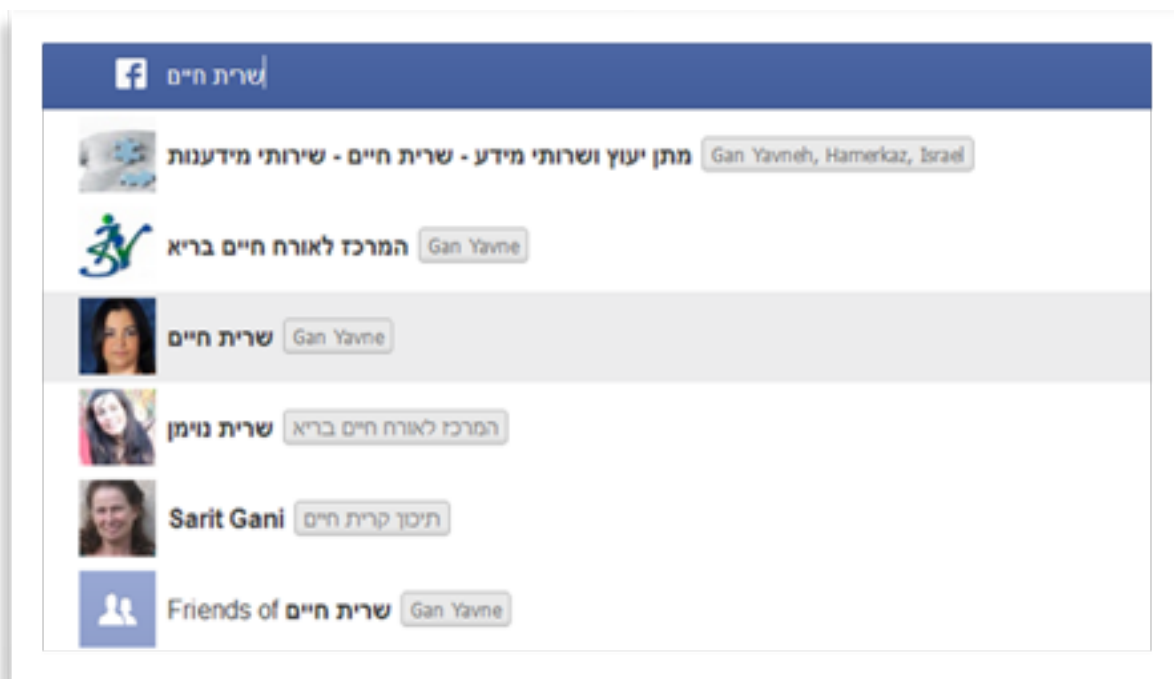 שרית חיים
מתן יעוץ ושרותי מידע - שרית חיים - שירותי מידענות Gan Yavneh, Hamerkaz, Israel
המרכז לאורח חיים בריא Gan Yavne
שרית חיים Gan Yavne
שרית נוימן המרכז לאורח חיים בריא
Sarit Gani תיכון קרית חיים
Friends of שרית חיים Gan Yavne